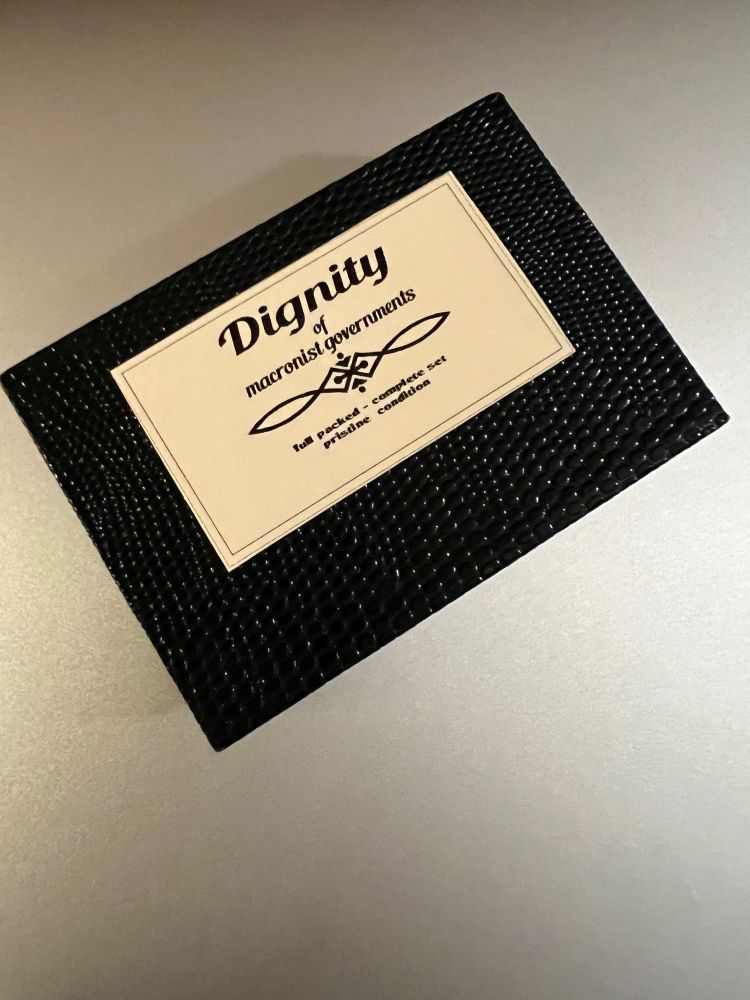 Dignity
of
macronist governments
full packed - complete set
pristine condition